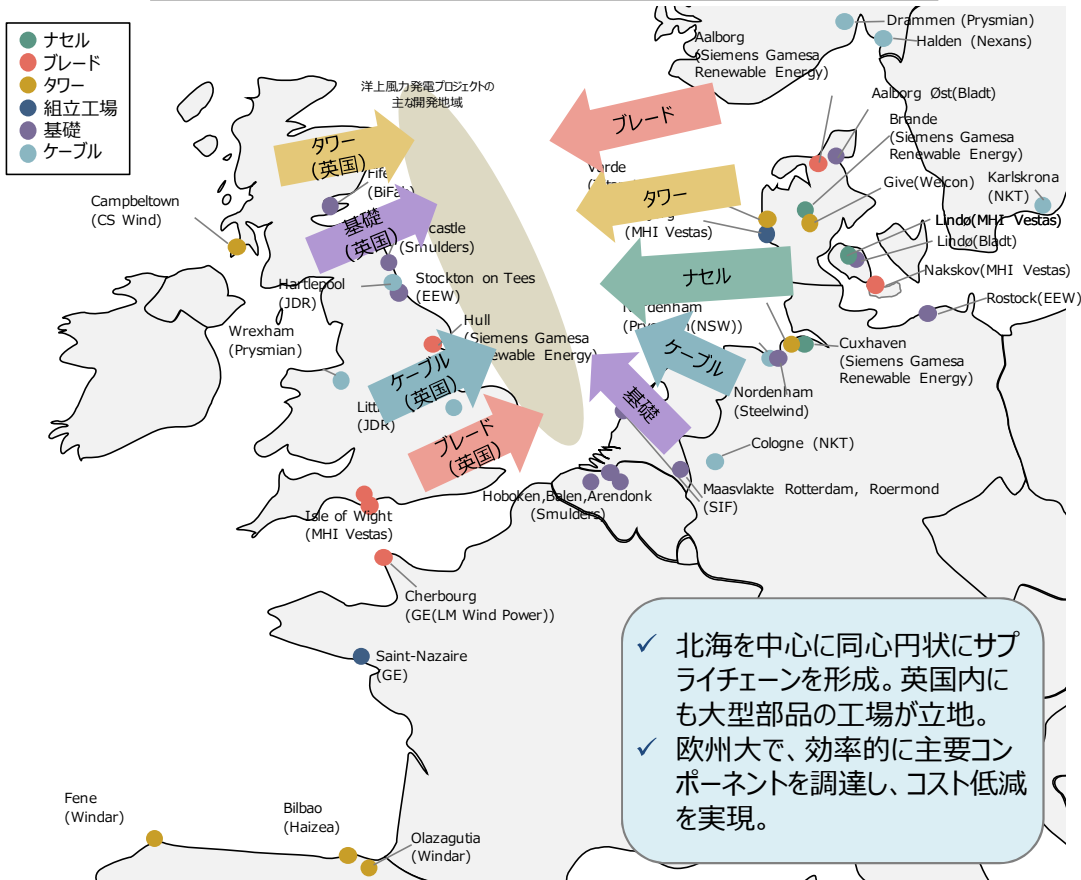 ナセル
ブレード
タワー
組立工場
基礎
ケーブル
洋上風力発電プロジェクトの
主な開発地域
Drammen (Prysmian)
Halden (Nexans)
Aalborg
(Siemens Gamesa
Renewable Energy)
Aalborg Øst(Bladt)
Brande
(Siemens Gamesa
Renewable Energy)
Give(Welcon)
Karlskrona
(NKT)
Lindø(MHI Vestas)
Lindø(Bladt)
Nakskov(MHI Vestas)
Rostock(EEW)
ブレード
タワー
(MHI Vestas)
ナセル
ケーブル
基礎
タワー
(英国)
Fife
基礎
(英国)
(Smulders)
Campbeltown
(CS Wind)
Hartlepool
(JDR)
Stockton on Tees
(EEW)
Wrexham
(Prysmian)
Hull
(Siemens Gamesa
Energy)
ケーブル
(英国)
(JDR)
ブレード
(英国)
Cuxhaven
(Siemens Gamesa
Renewable Energy)
Nordenham
(Steelwind)
Cologne (NKT)
Maasvlakte Rotterdam, Roermond
(SIF)
Hoboken,Balen,Arendonk
(Smulders)
Isle of Wight
(MHI Vestas)
Cherbourg
(GE(LM Wind Power))
Saint-Nazaire
(GE)
Fene
(Windar)
Bilbao
(Haizea)
Olazagutia
(Windar)
✓ 北海を中心に同心円状にサプ
ライチェーンを形成。英国内に
も大型部品の工場が立地。
✓ 欧州大で、効率的に主要コン
ポーネントを調達し、コスト低減
を実現。